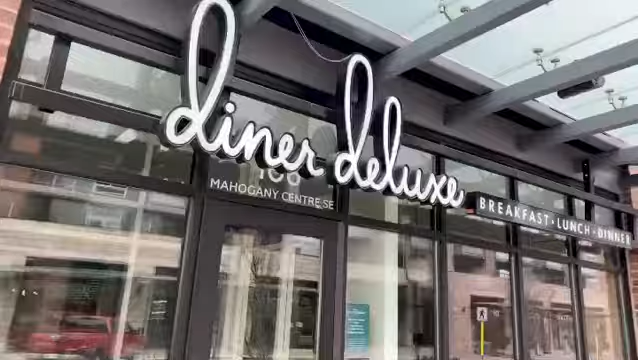 diner deluxe
MAHOGANY CENTRE SE
BREAKFAST • LUNCH • DINNER